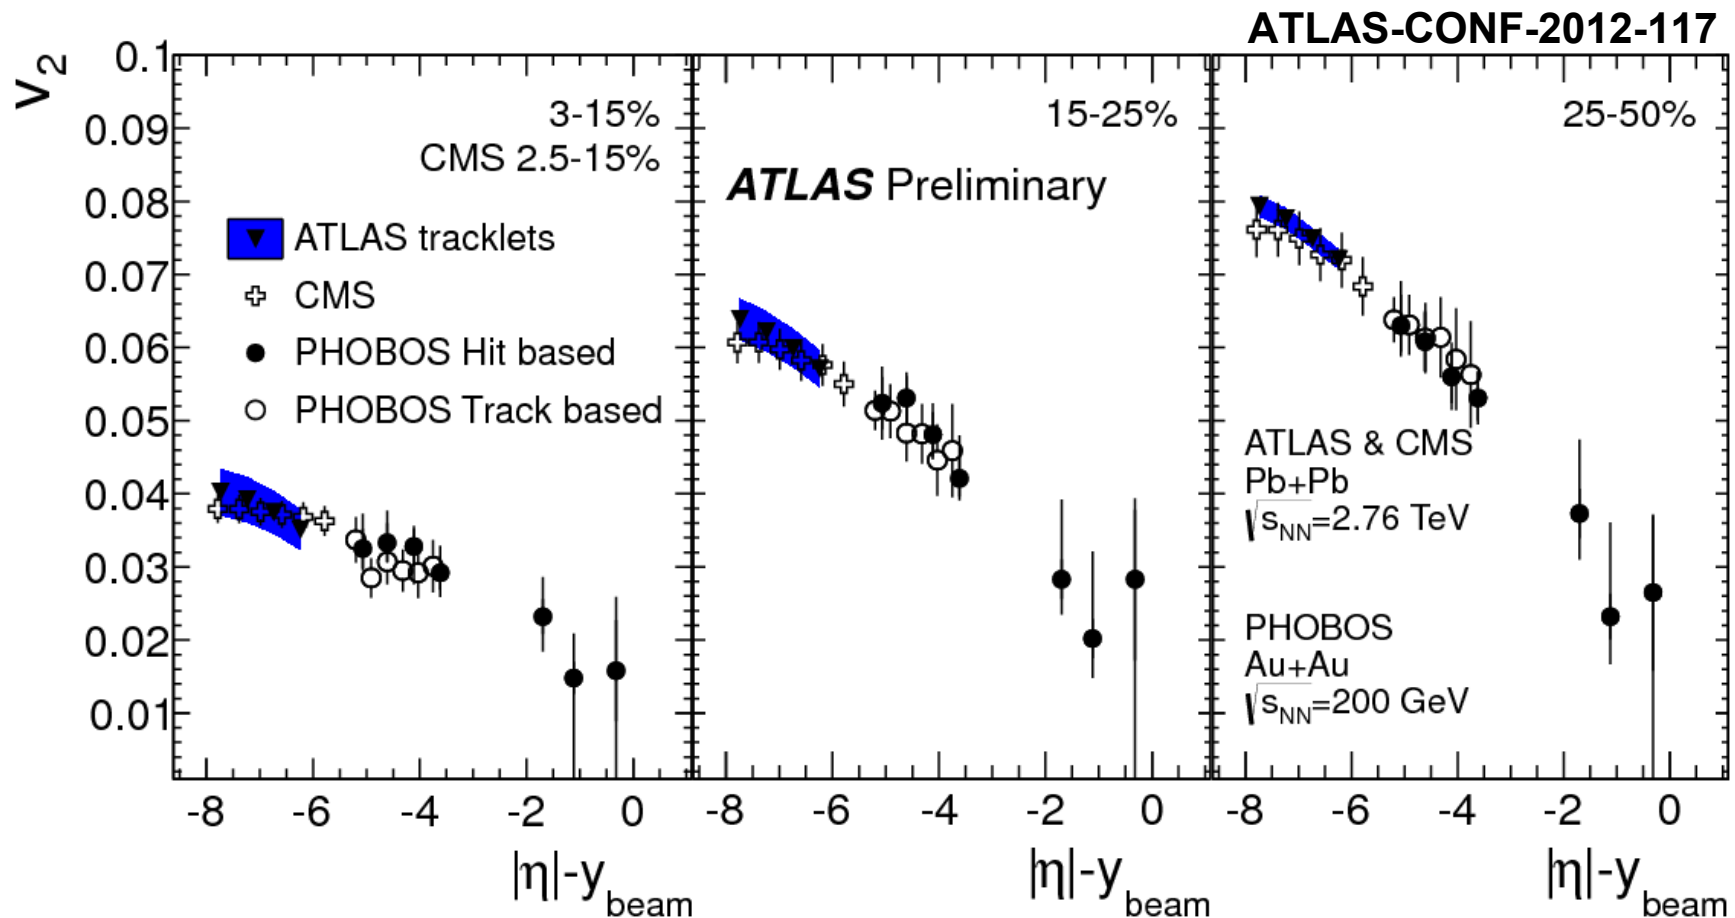 ATLAS-CONF-2012-117
v2
0.1
0.09
0.08
0.07
0.06
0.05
0.04
0.03
0.02
0.01
3-15%
CMS 2.5-15%
ATLAS tracklets
CMS
PHOBOS Hit based
PHOBOS Track based
-8 -6 -4 -2 0
|η|-y beam
15-25%
ATLAS Preliminary
-8 -6 -4 -2 0
|η|-y beam
25-50%
ATLAS & CMS
Pb+Pb
√sNN=2.76 TeV
PHOBOS
Au+Au
√sNN=200 GeV
-8 -6 -4 -2 0
|η|-y beam